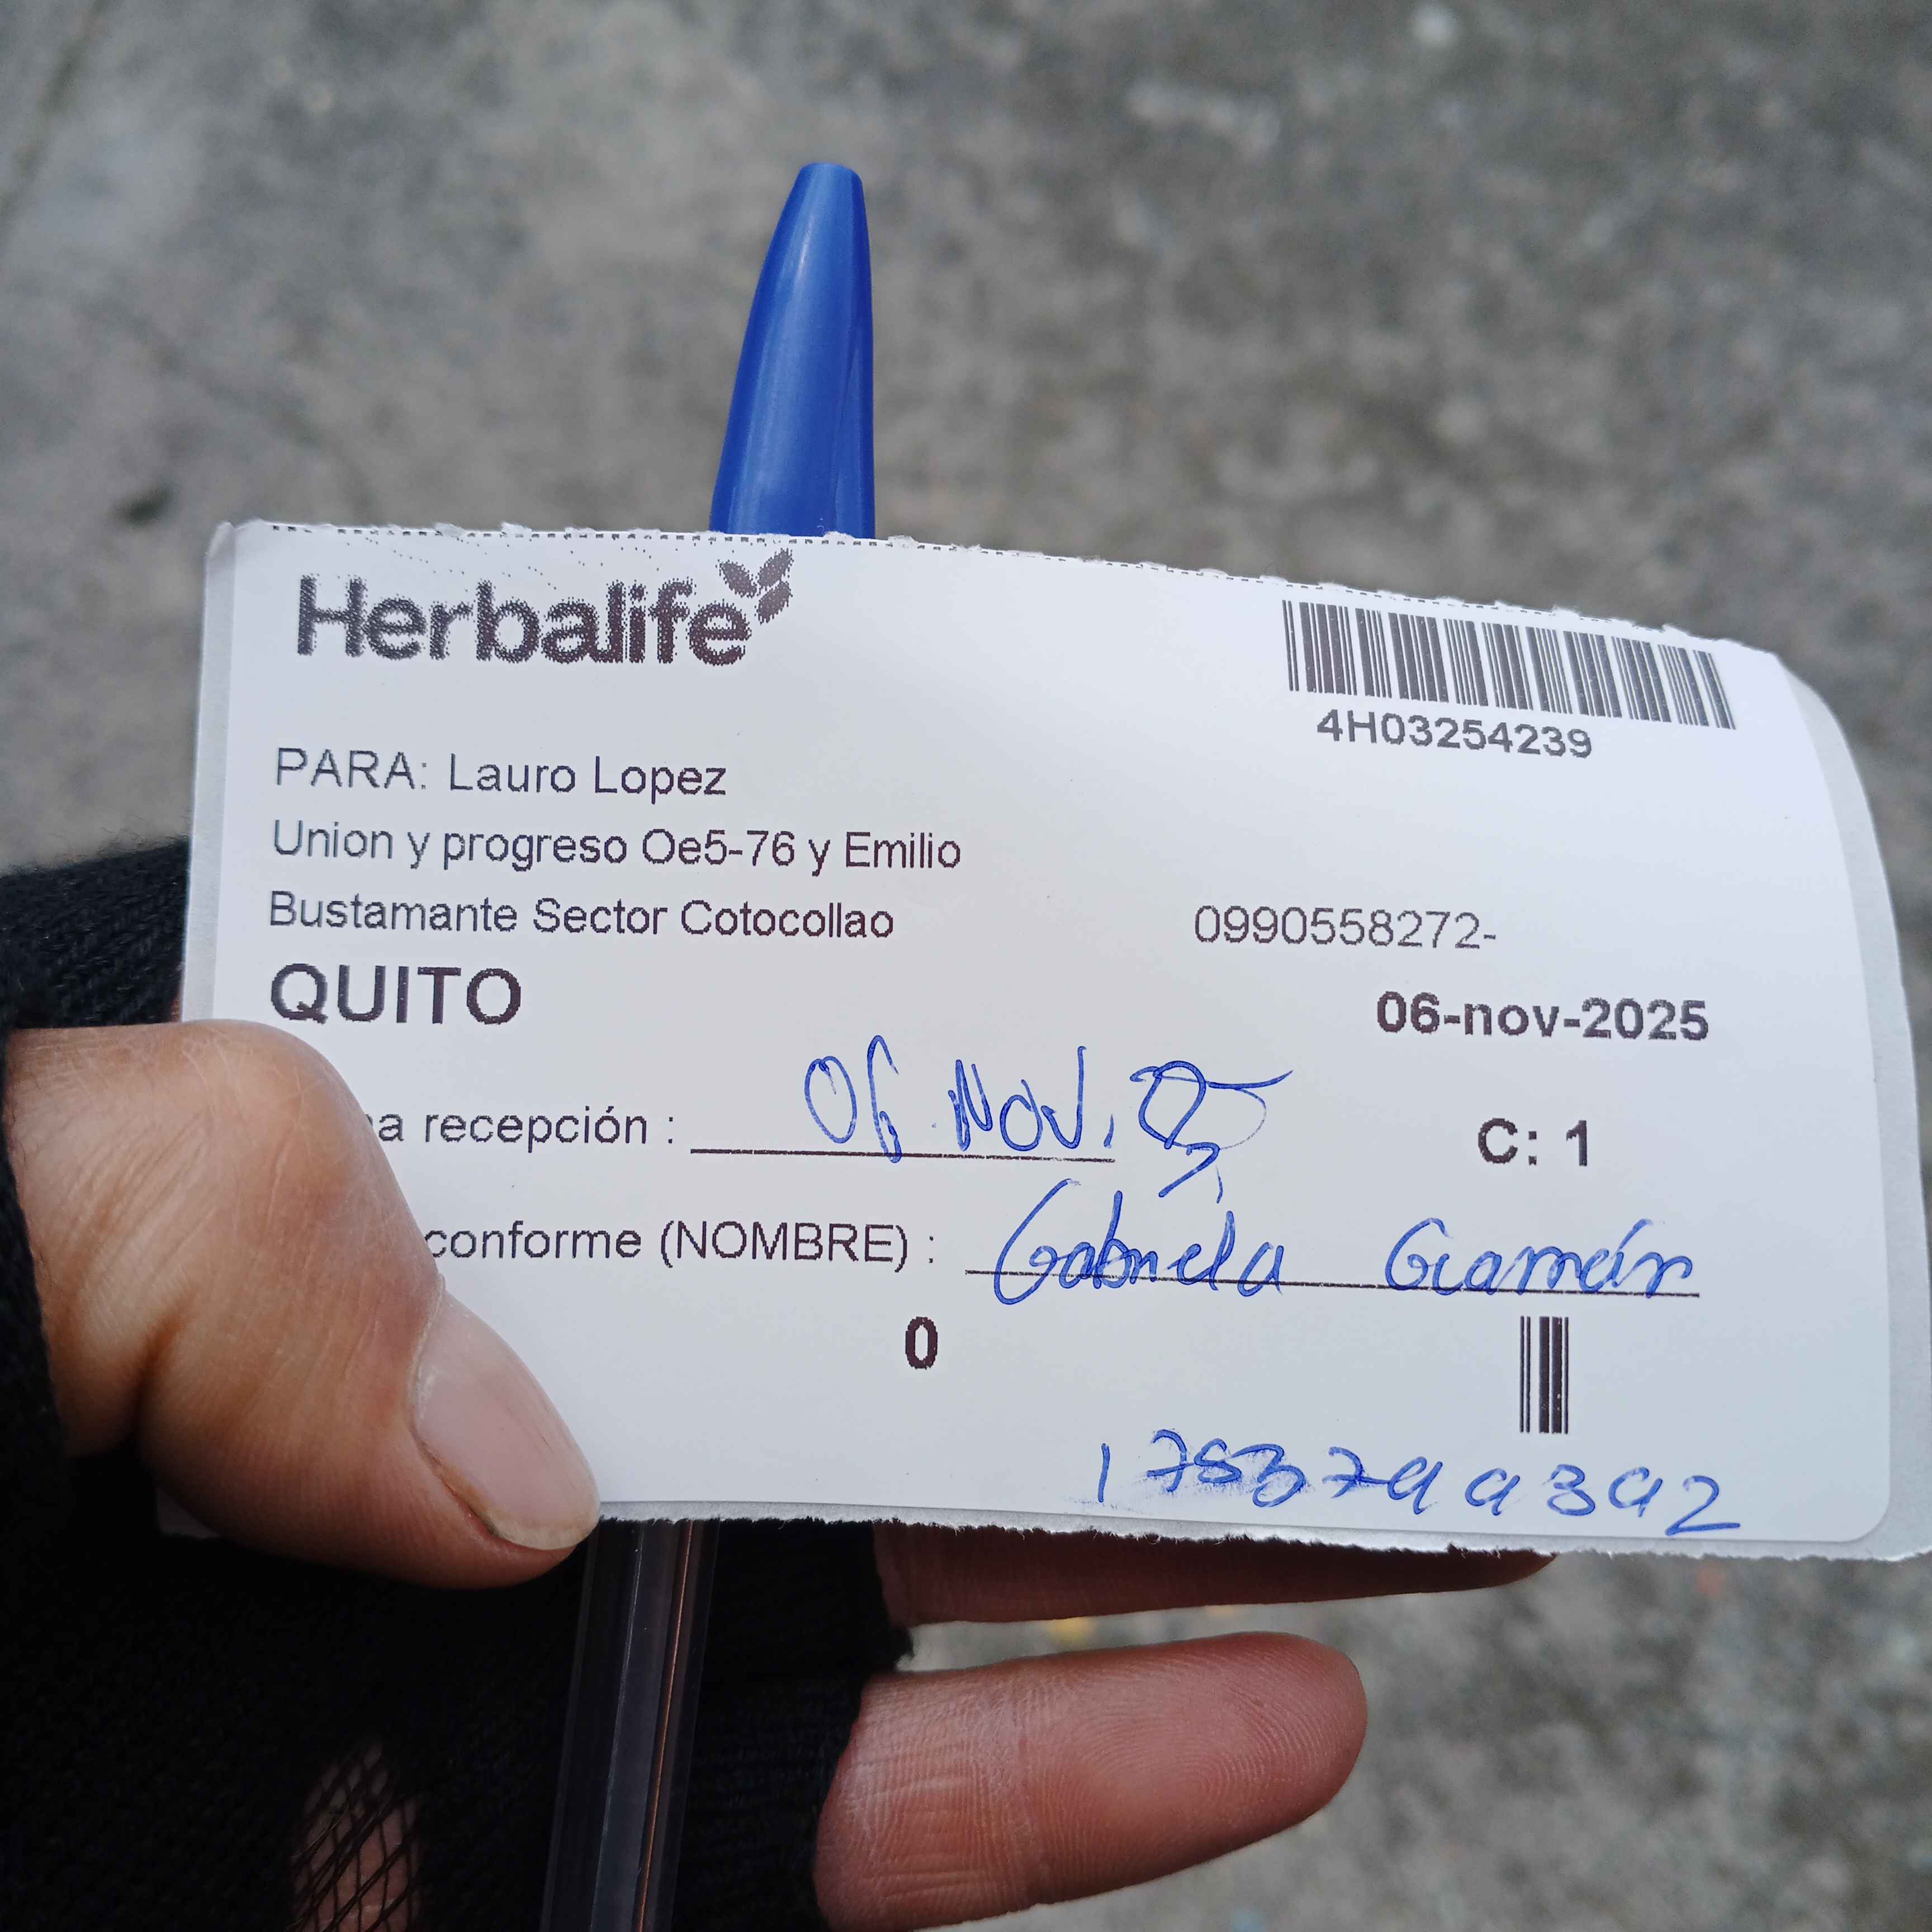 Herbalife
4H03254239
PARA: Lauro Lopez
Union y progreso Oe5-76 y Emilio
Bustamante Sector Cotocollao
0990558272-
QUITO
06-nov-2025
a recepción : 06 Nov.
C: 1
conforme (NOMBRE) : Gabriela
0